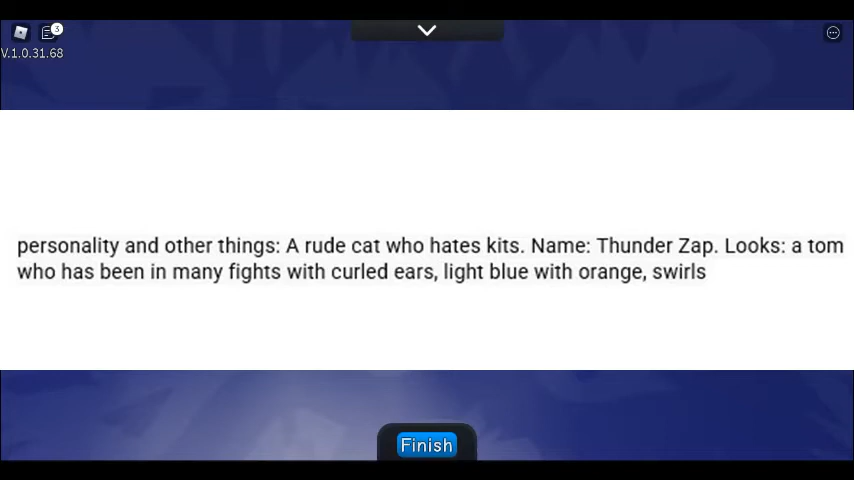 3
V.1.0.31.68
personality and other things: A rude cat who hates kits. Name: Thunder Zap. Looks: a tom
who has been in many fights with curled ears, light blue with orange, swirls
Finish